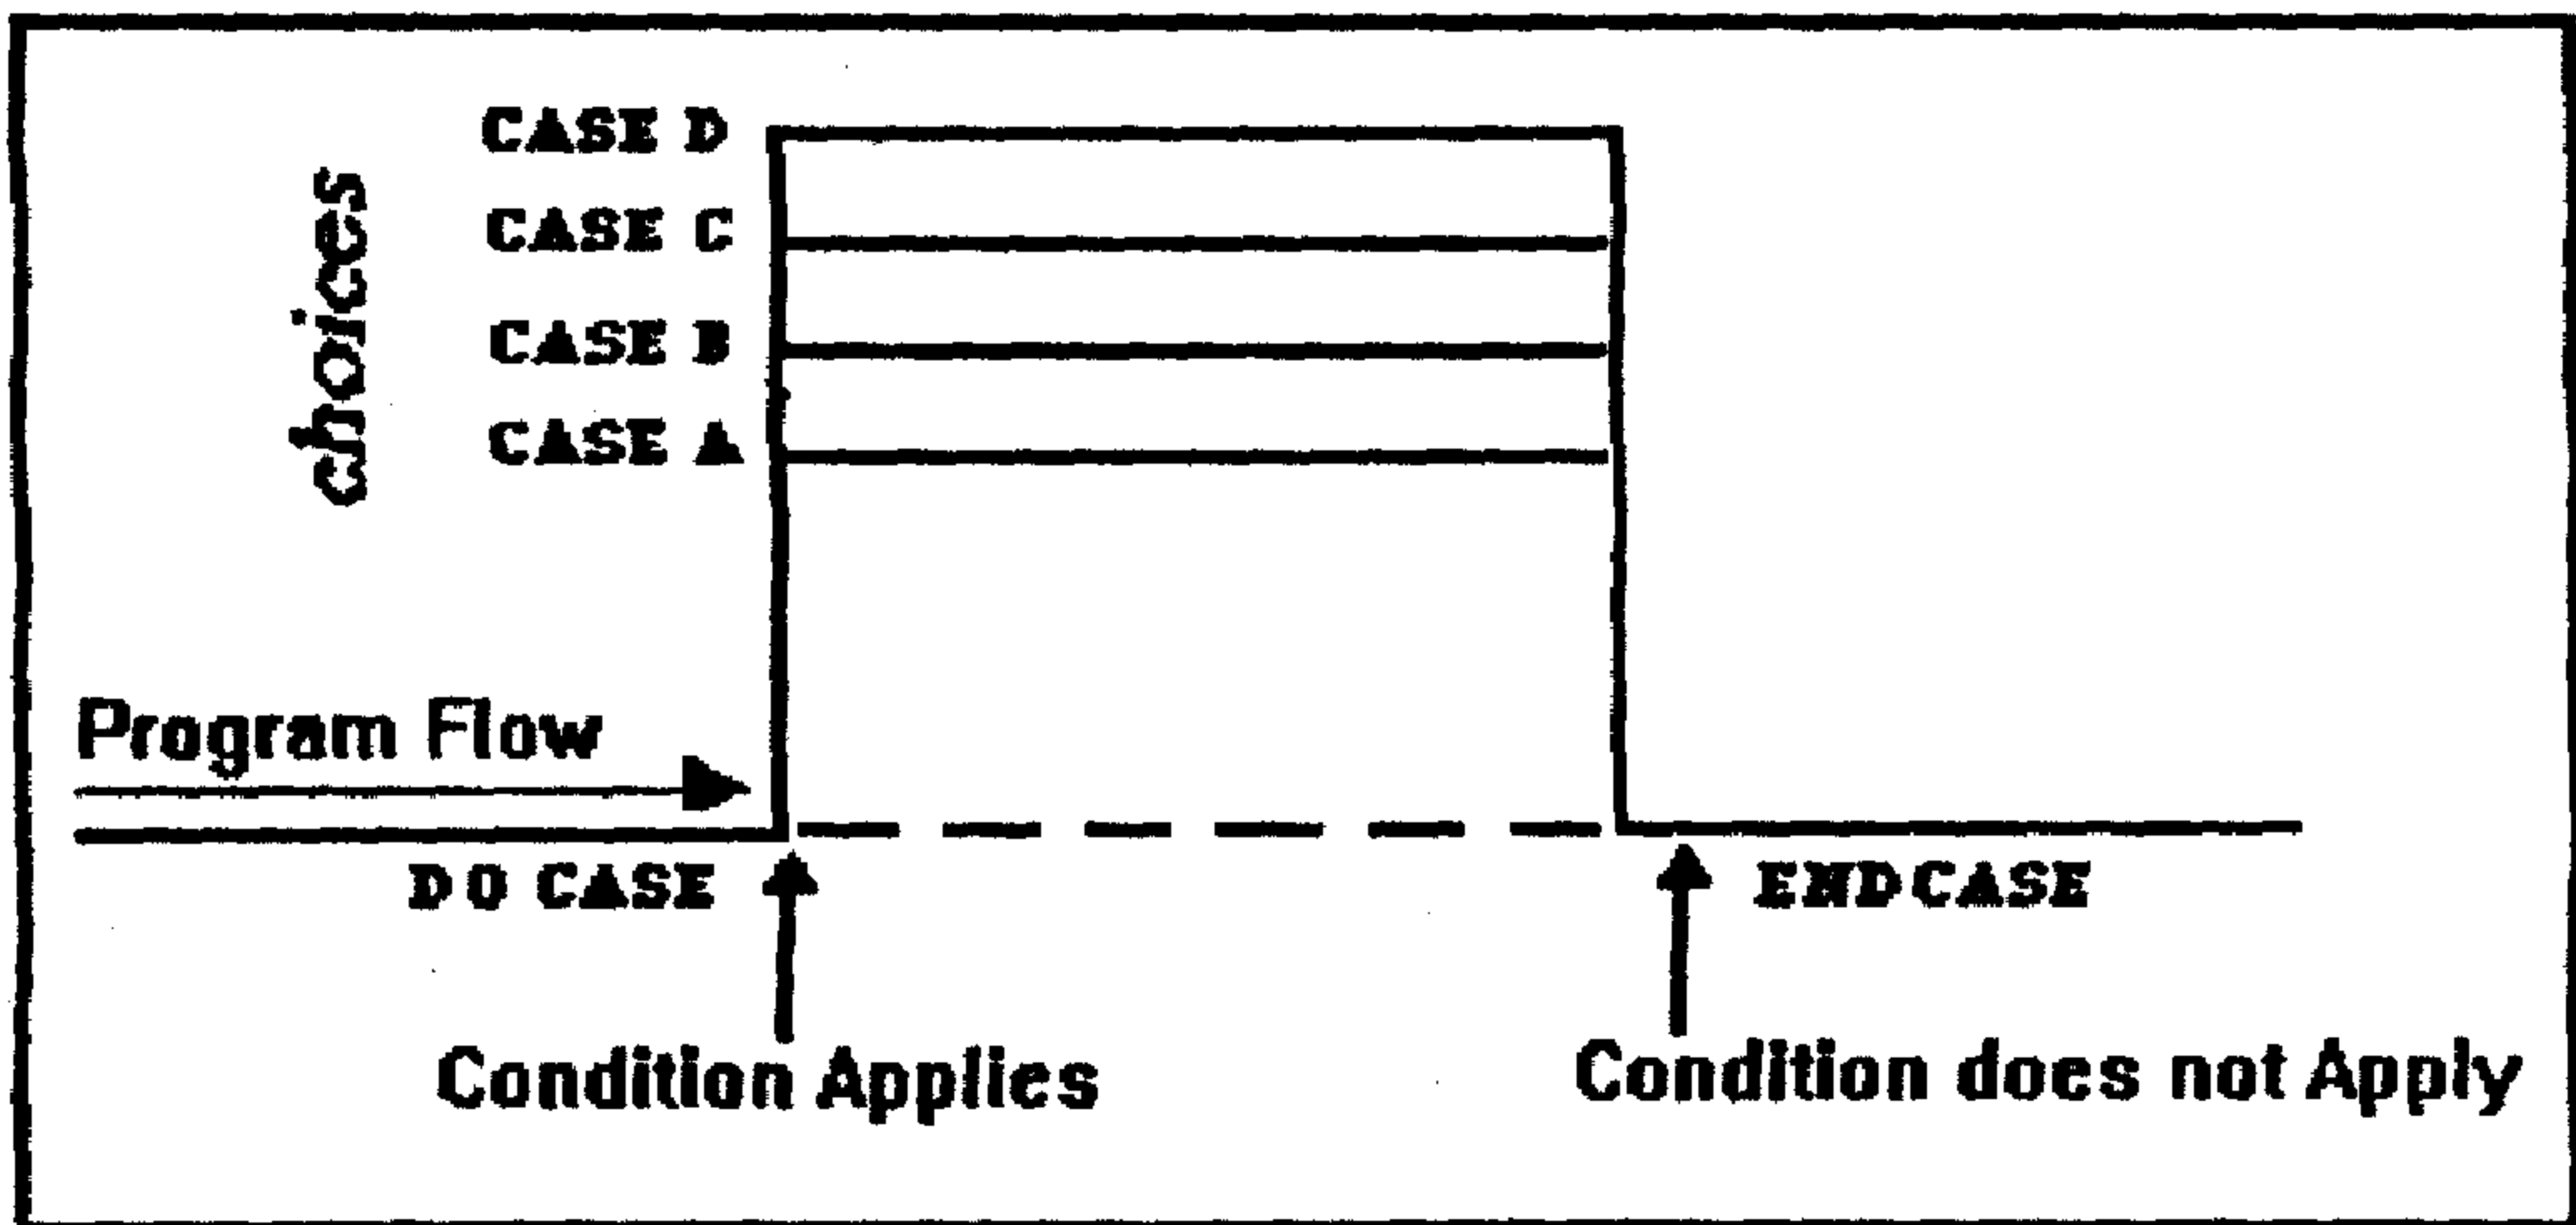 CASE D
CASE C
choices
CASE B
CASE A
Program Flow
DO CASE
ENDCASE
Condition Applies
Condition does not Apply